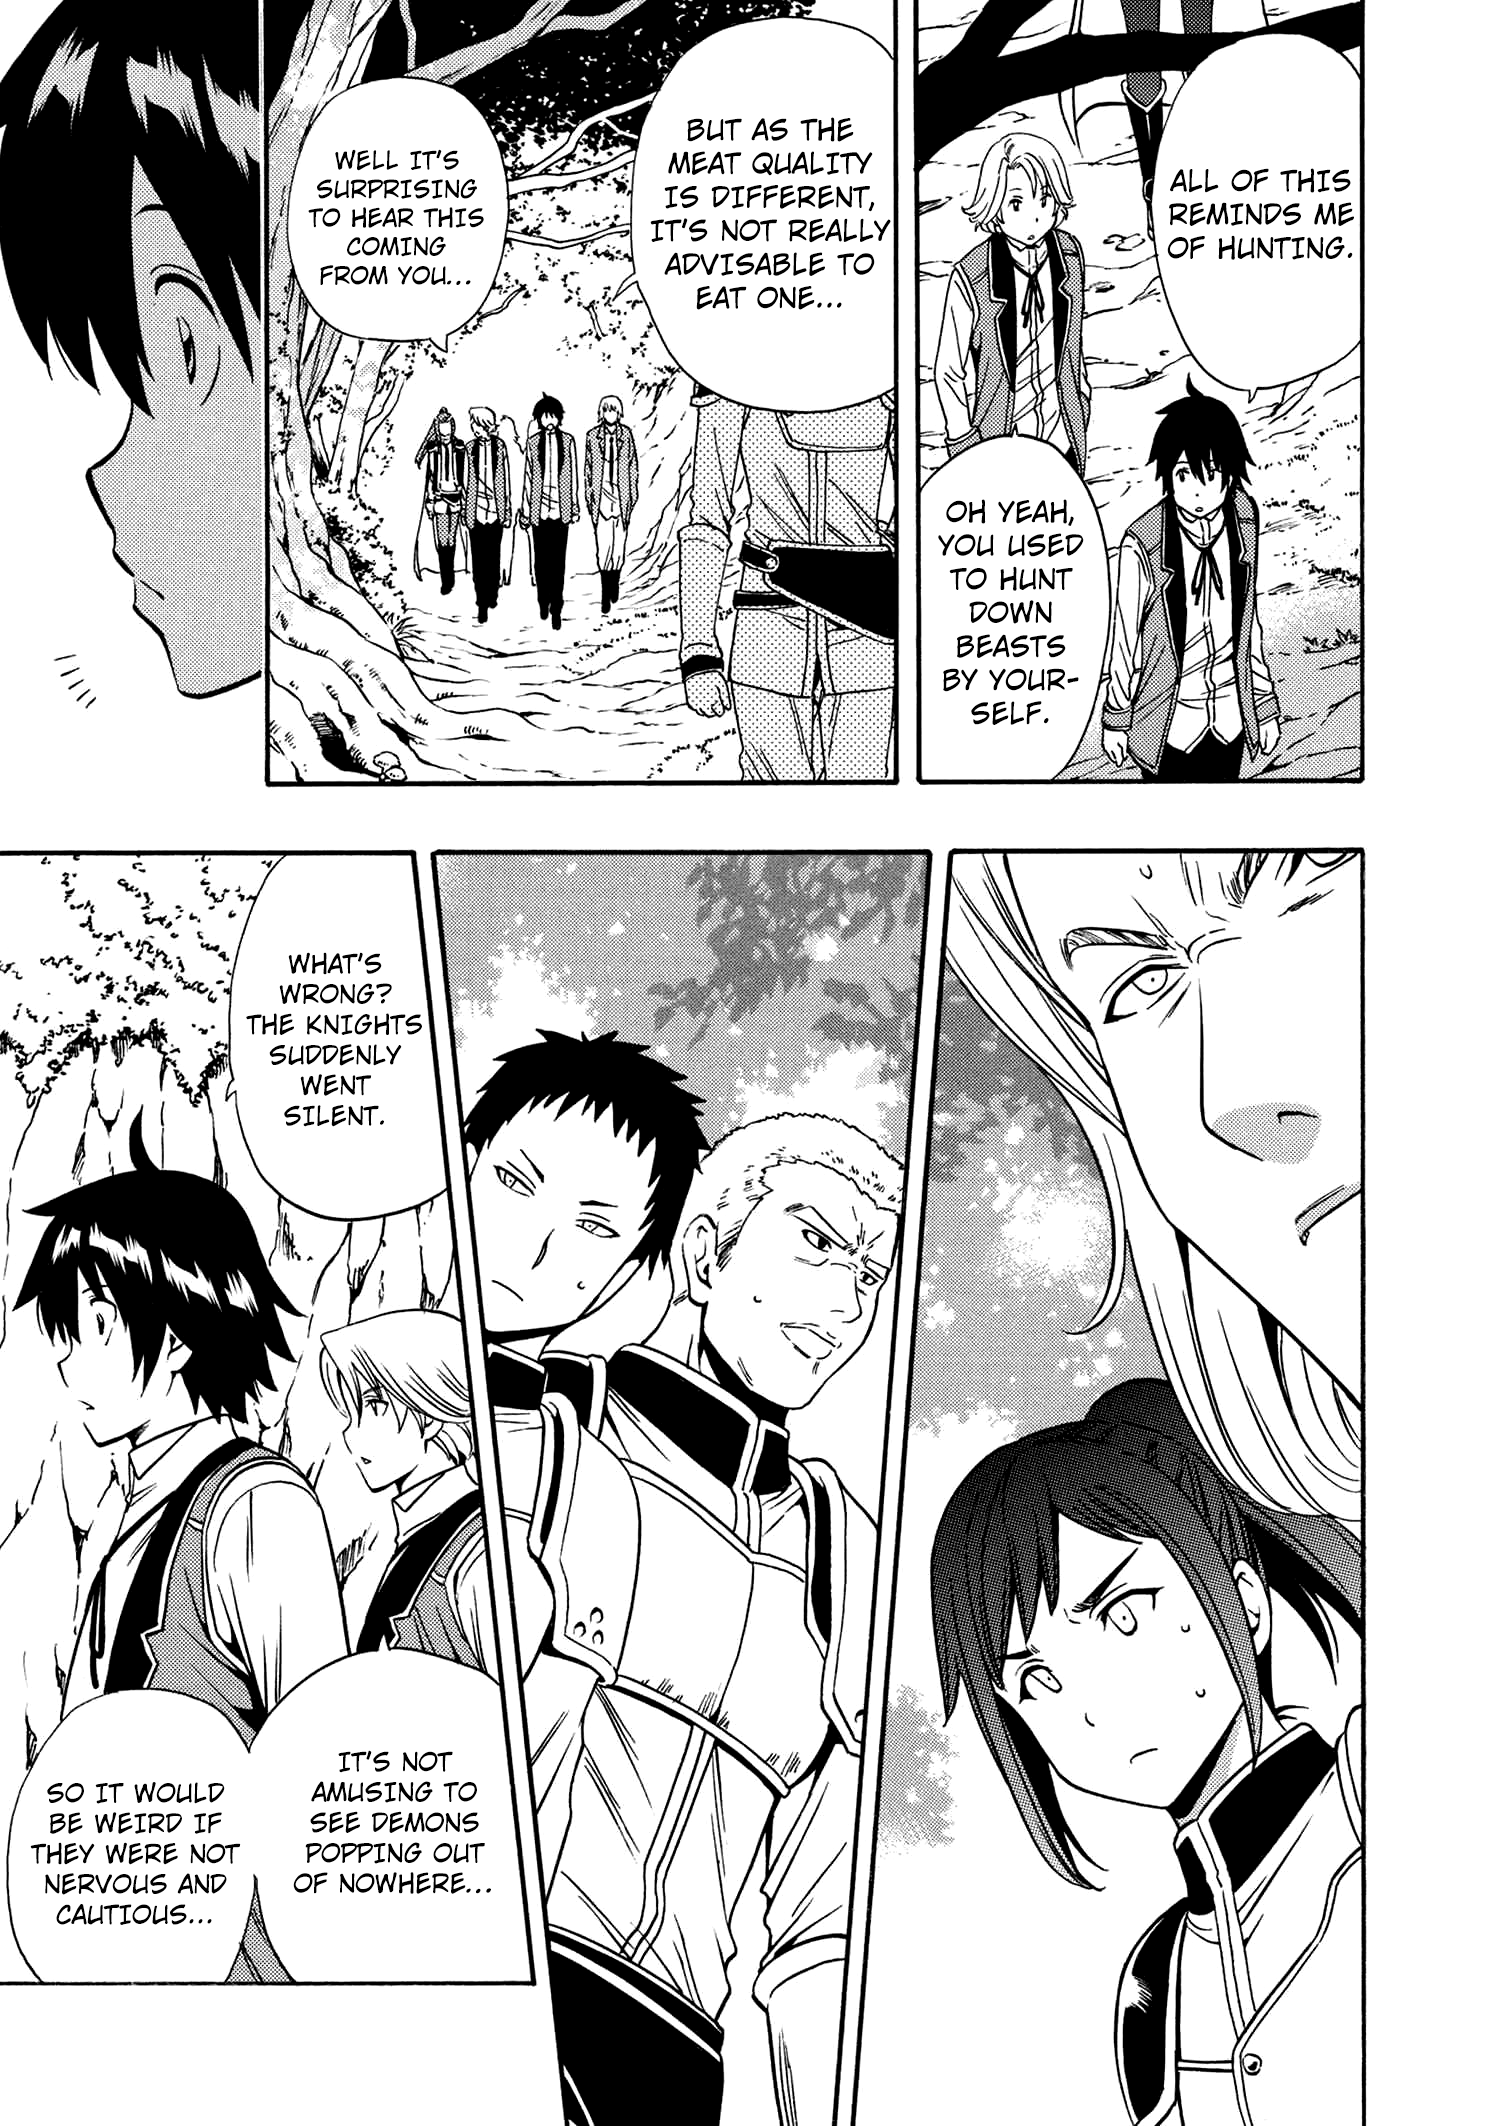 ALL OF THIS
REMINDS ME
OF HUNTING.
OH YEAH,
YOU USED
TO HUNT
DOWN
BEASTS
BY YOUR-
SELF.
BUT AS THE
MEAT QUALITY
IS DIFFERENT,
IT'S NOT REALLY
ADVISABLE TO
EAT ONE...
WELL IT'S
SURPRISING
TO HEAR THIS
COMING
FROM YOU...
WHAT'S
WRONG?
THE KNIGHTS
SUDDENLY
WENT
SILENT.
IT'S NOT
AMUSING TO
SEE DEMONS
POPPING OUT
OF NOWHERE...
SO IT WOULD
BE WEIRD IF
THEY WERE NOT
NERVOUS AND
CAUTIOUS...